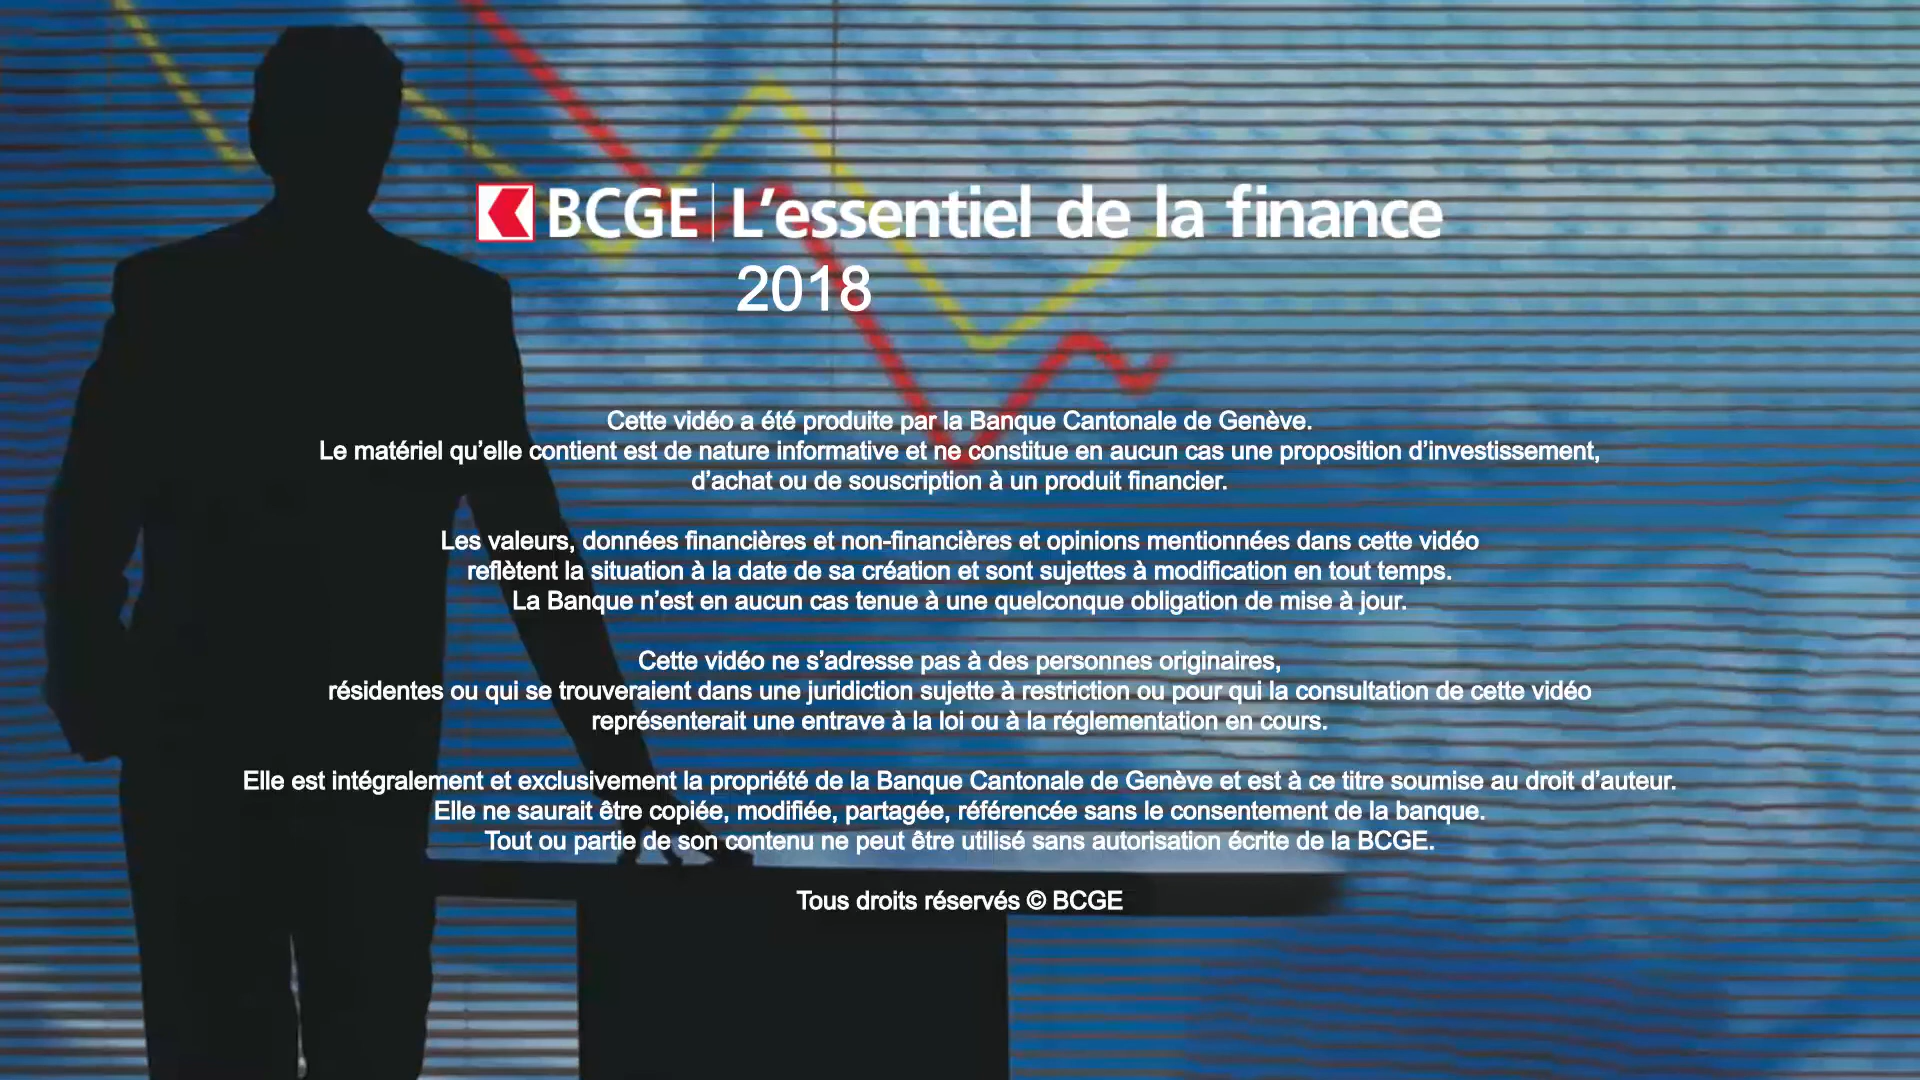 BCGE L'essentiel de la finance
2018
Cette vidéo a été produite par la Banque Cantonale de Genève.
Le matériel qu'elle contient est de nature informative et ne constitue en aucun cas une proposition d'investissement,
d'achat ou de souscription à un produit financier.
Les valeurs, données financières et non-financières et opinions mentionnées dans cette vidéo
reflètent la situation à la date de sa création et sont sujettes à modification en tout temps.
La Banque n'est en aucun cas tenue à une quelconque obligation de mise à jour.
Cette vidéo ne s'adresse pas à des personnes originaires,
résidentes ou qui se trouveraient dans une juridiction sujette à restriction ou pour qui la consultation de cette vidéo
représenterait une entrave à la loi ou à la réglementation en cours.
Elle est intégralement et exclusivement la propriété de la Banque Cantonale de Genève et est à ce titre soumise au droit d'auteur.
Elle ne saurait être copiée, modifiée, partagée, référencée sans le consentement de la banque.
Tout ou partie de son contenu ne peut être utilisé sans autorisation écrite de la BCGE.
Tous droits réservés © BCGE